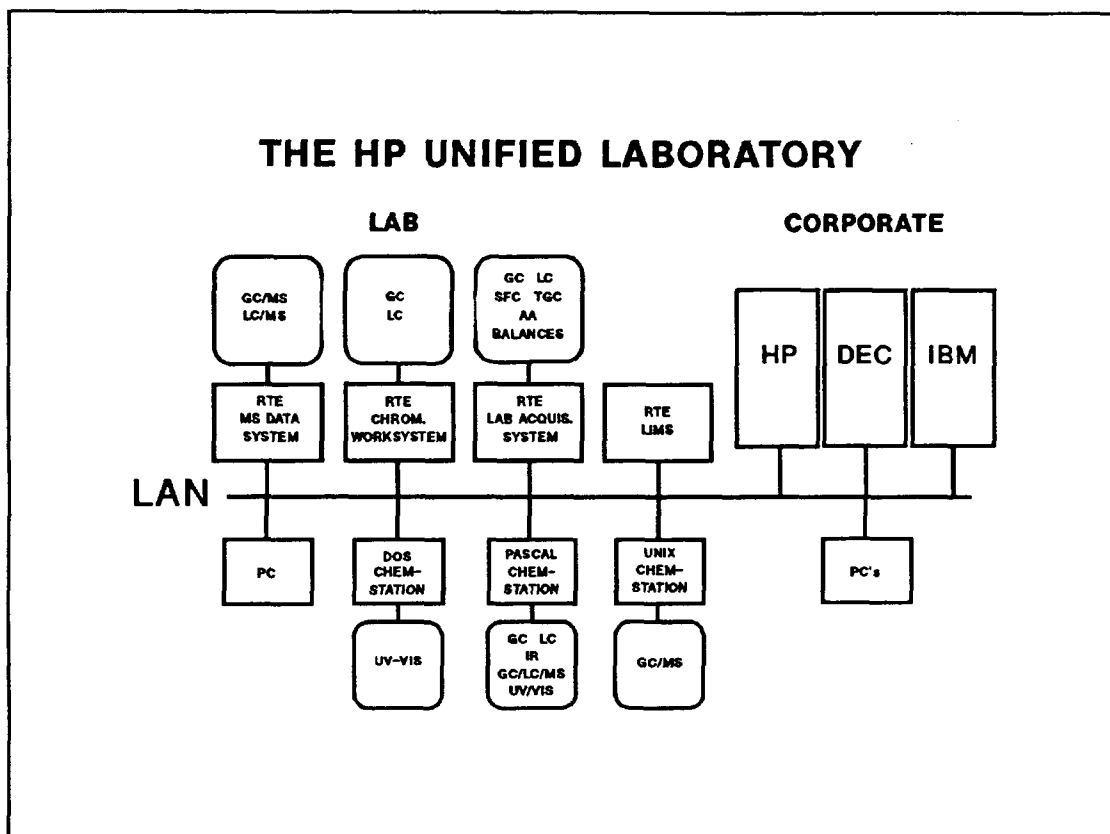 THE HP UNIFIED LABORATORY
LAB
CORPORATE
GC/MS
LC/MS
GC
LC
GC LC
SFC TGC
AA
BALANCES
HP
DEC
IBM
RTE
MS DATA
SYSTEM
RTE
CHROM.
WORKSYSTEM
RTE
LAB ACQUIS.
SYSTEM
RTE
LIMS
LAN
PC
DOS
CHEM-
STATION
PASCAL
CHEM-
STATION
UNIX
CHEM-
STATION
PC's
UV-VIS
GC LC
IR
GC/LC/MS
UV/VIS
GC/MS